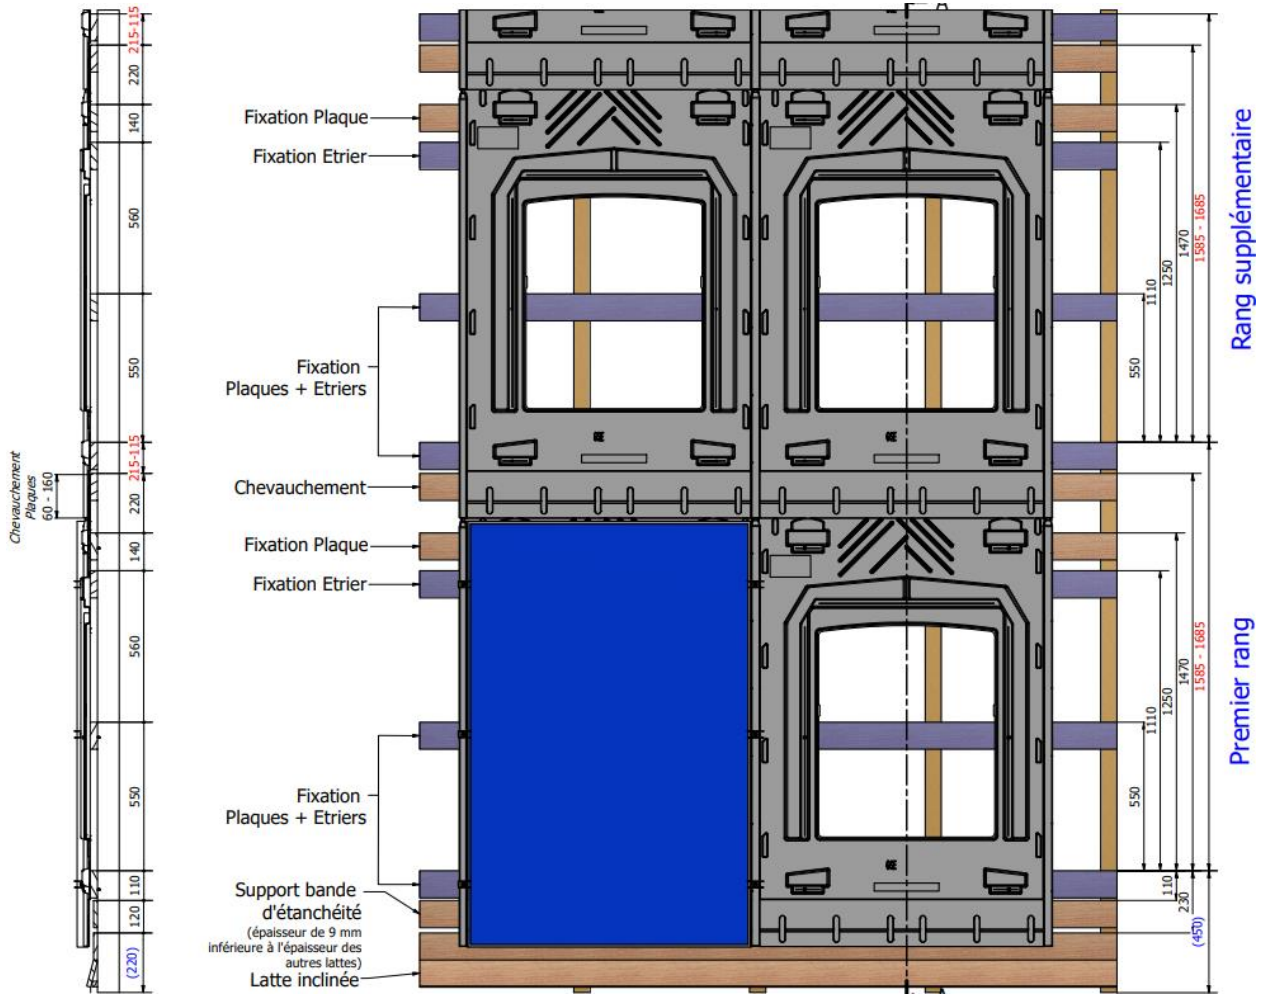 A
215-115
220
140
560
550
215-115
220
140
560
550
110
120
(220)
Chevauchement
Plaques
60 - 160
Fixation Plaque
Fixation Etrier
Fixation
Plaques + Etriers
Chevauchement
Fixation Plaque
Fixation Etrier
Fixation
Plaques + Etriers
Support bande
d'étanchéité
(épaisseur de 9 mm
inférieure à l'épaisseur des
autres lattes)
Latte inclinée
550
1110
1250
1470
1585 - 1685
Rang supplémentaire
550
1110
1250
1470
1585 - 1685
Premier rang
110
230
(450)
A